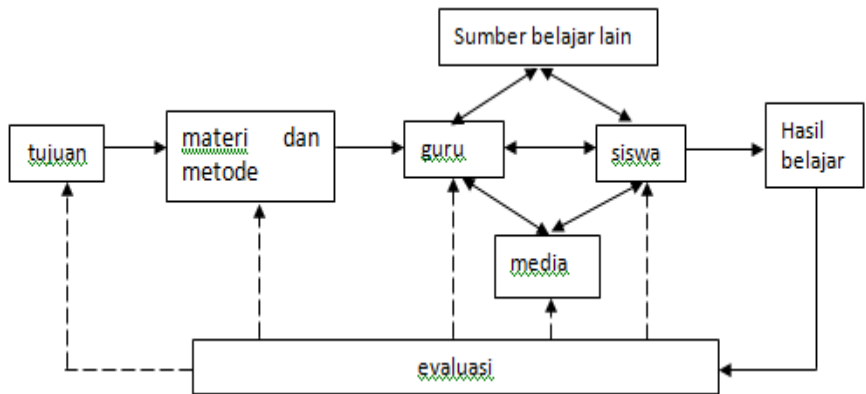 Sumber belajar lain
tujuan
materi dan
metode
guru
siswa
Hasil
belajar
media
evaluasi